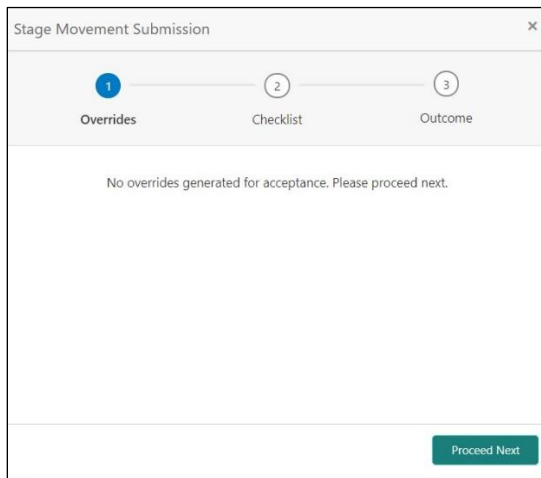 Stage Movement Submission ×
1 2 3
Overrides Checklist Outcome
No overrides generated for acceptance. Please proceed next.
Proceed Next